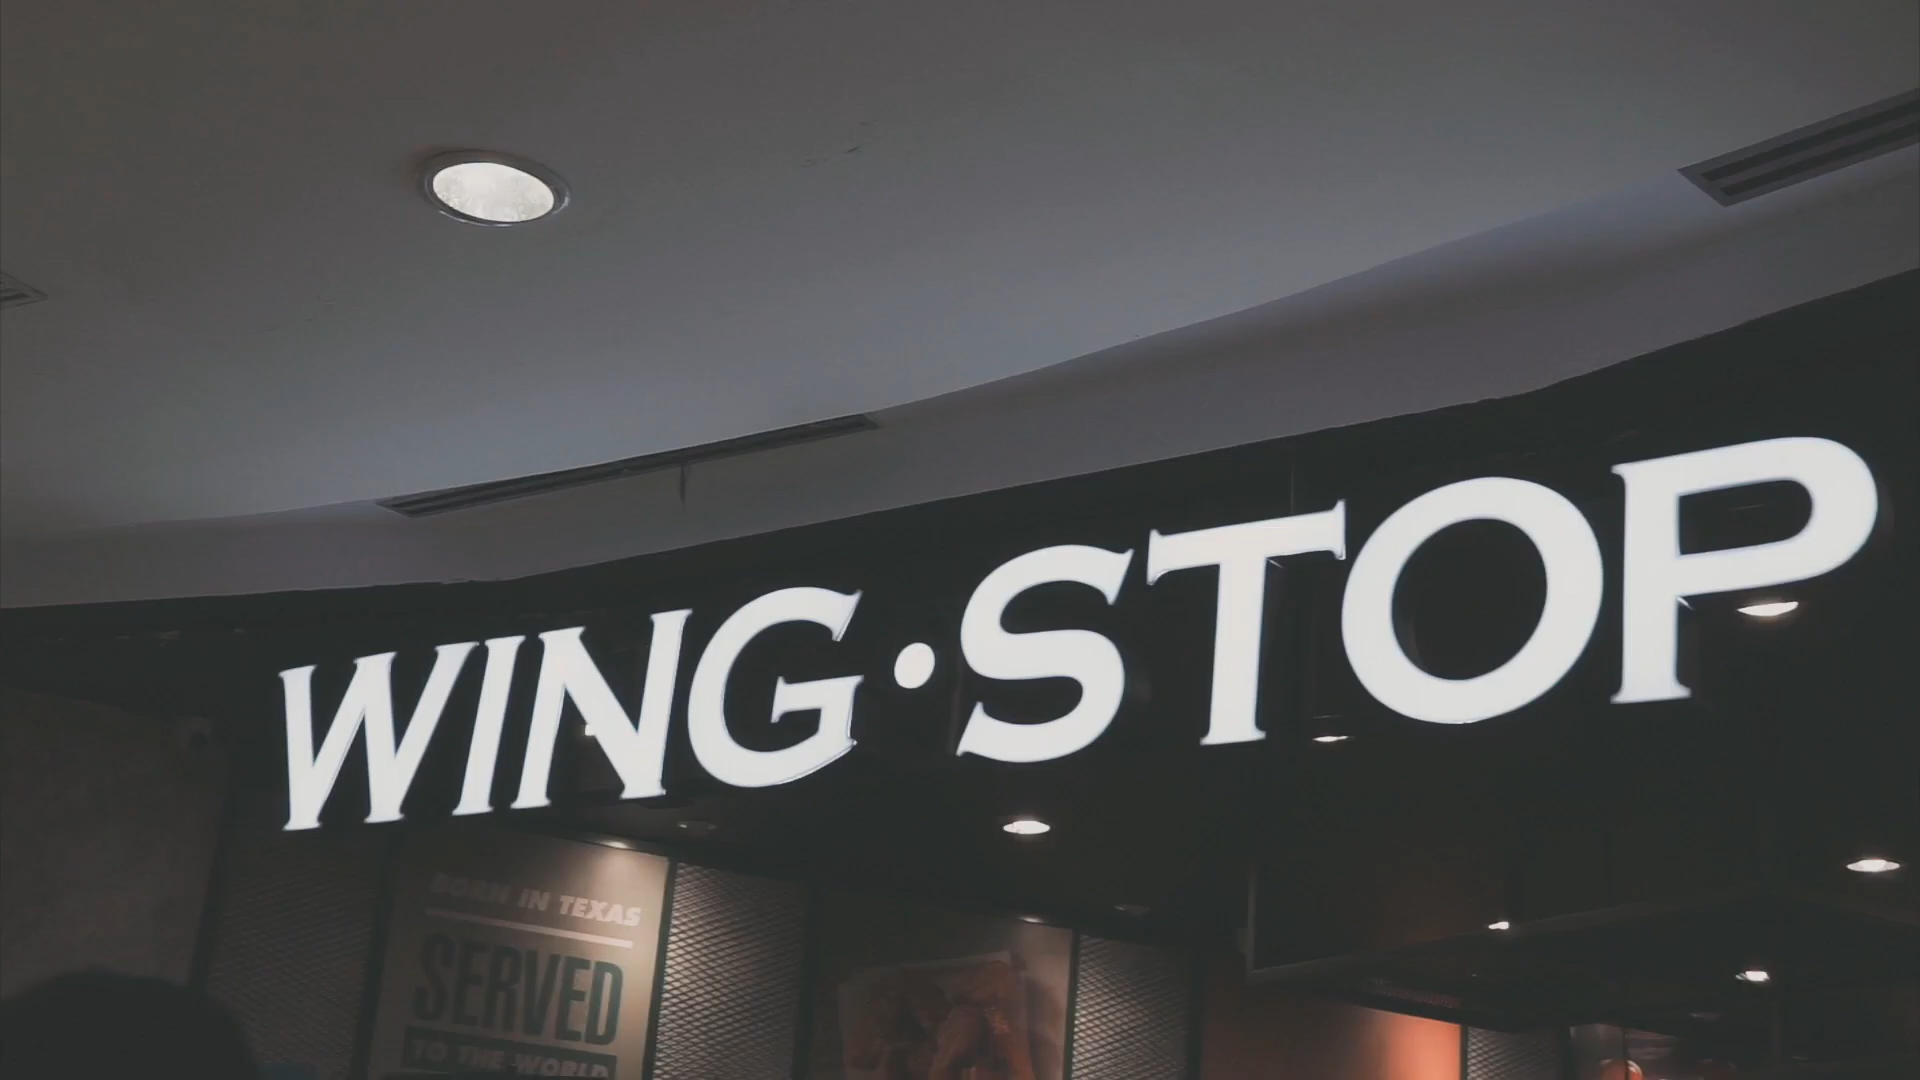 WING•STOP
BORN IN TEXAS
SERVED
TO THE WORLD